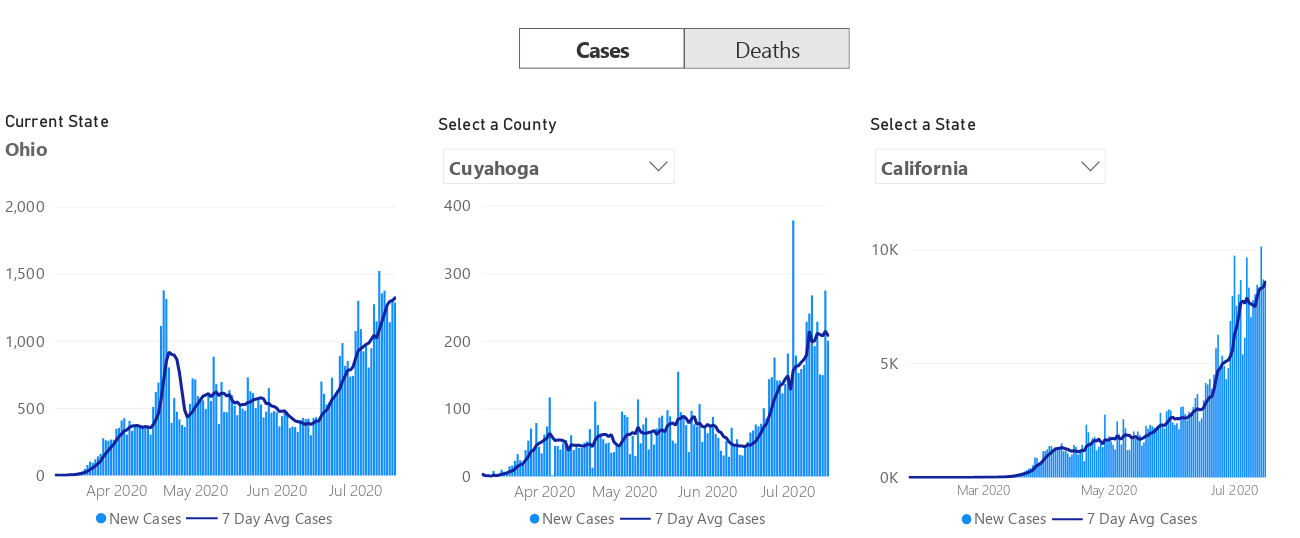 Cases Deaths
Current State
Ohio
2,000
1,500
1,000
500
0
Apr 2020 May 2020 Jun 2020 Jul 2020
New Cases 7 Day Avg Cases
Select a County
Cuyahoga
400
300
200
100
0
Apr 2020 May 2020 Jun 2020 Jul 2020
New Cases 7 Day Avg Cases
Select a State
California
10K
5K
0K
Mar 2020 May 2020 Jul 2020
New Cases 7 Day Avg Cases